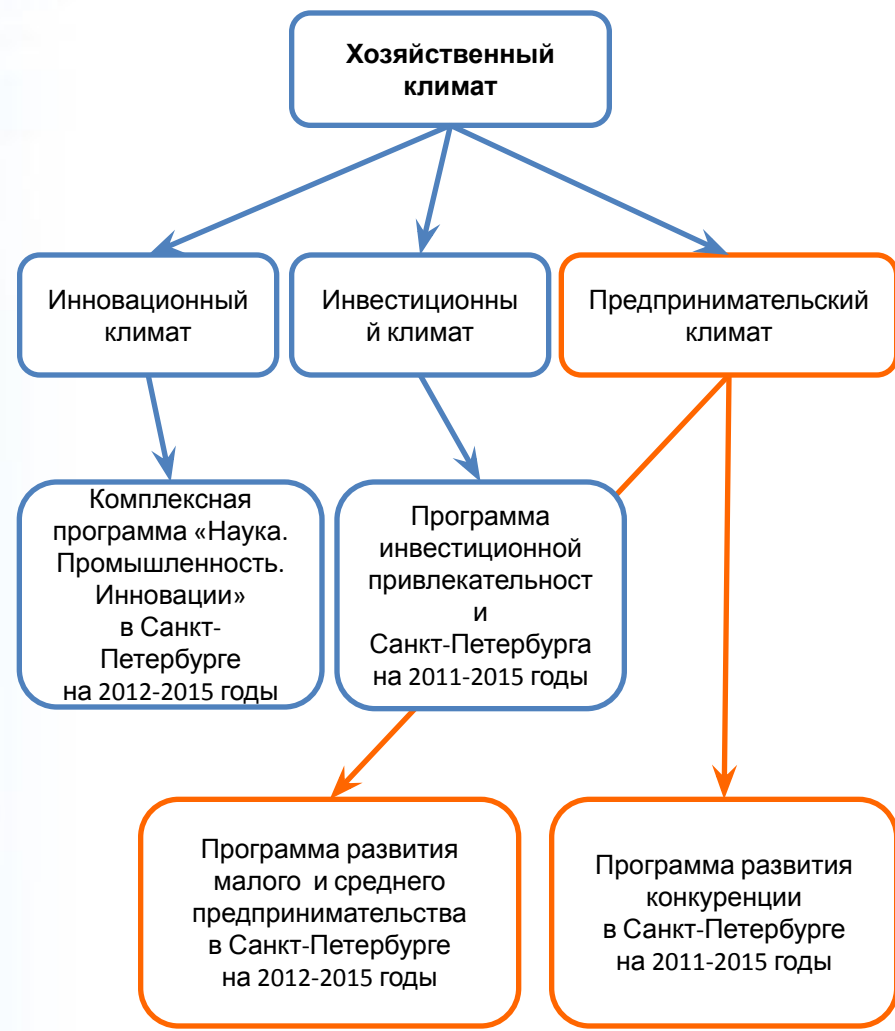 Хозяйственный
климат
Инновационный
климат
Инвестиционны
й климат
Предпринимательский
климат
Комплексная
программа «Наука.
Промышленность.
Инновации»
в Санкт-
Петербурге
на 2012-2015 годы
Программа
инвестиционной
привлекательност
и
Санкт-Петербурга
на 2011-2015 годы
Программа развития
малого и среднего
предпринимательства
в Санкт-Петербурге
на 2012-2015 годы
Программа развития
конкуренции
в Санкт-Петербурге
на 2011-2015 годы